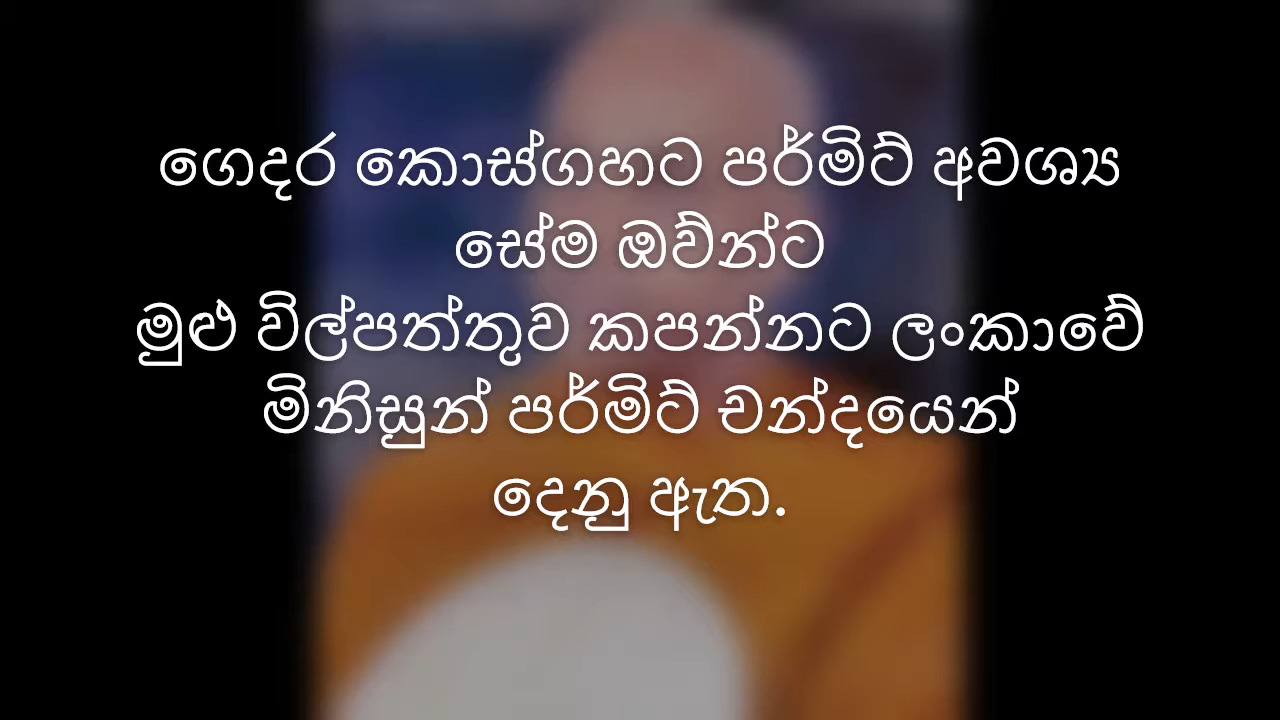 ගෙදර කොස්ගහට පර්මිට් අවශ්‍ය
සේම ඔව්න්ට
මුළු විල්පත්තුව කපන්නට ලංකාවේ
මිනිසුන් පර්මිට් චන්දයෙන්
දෙනු ඇත.